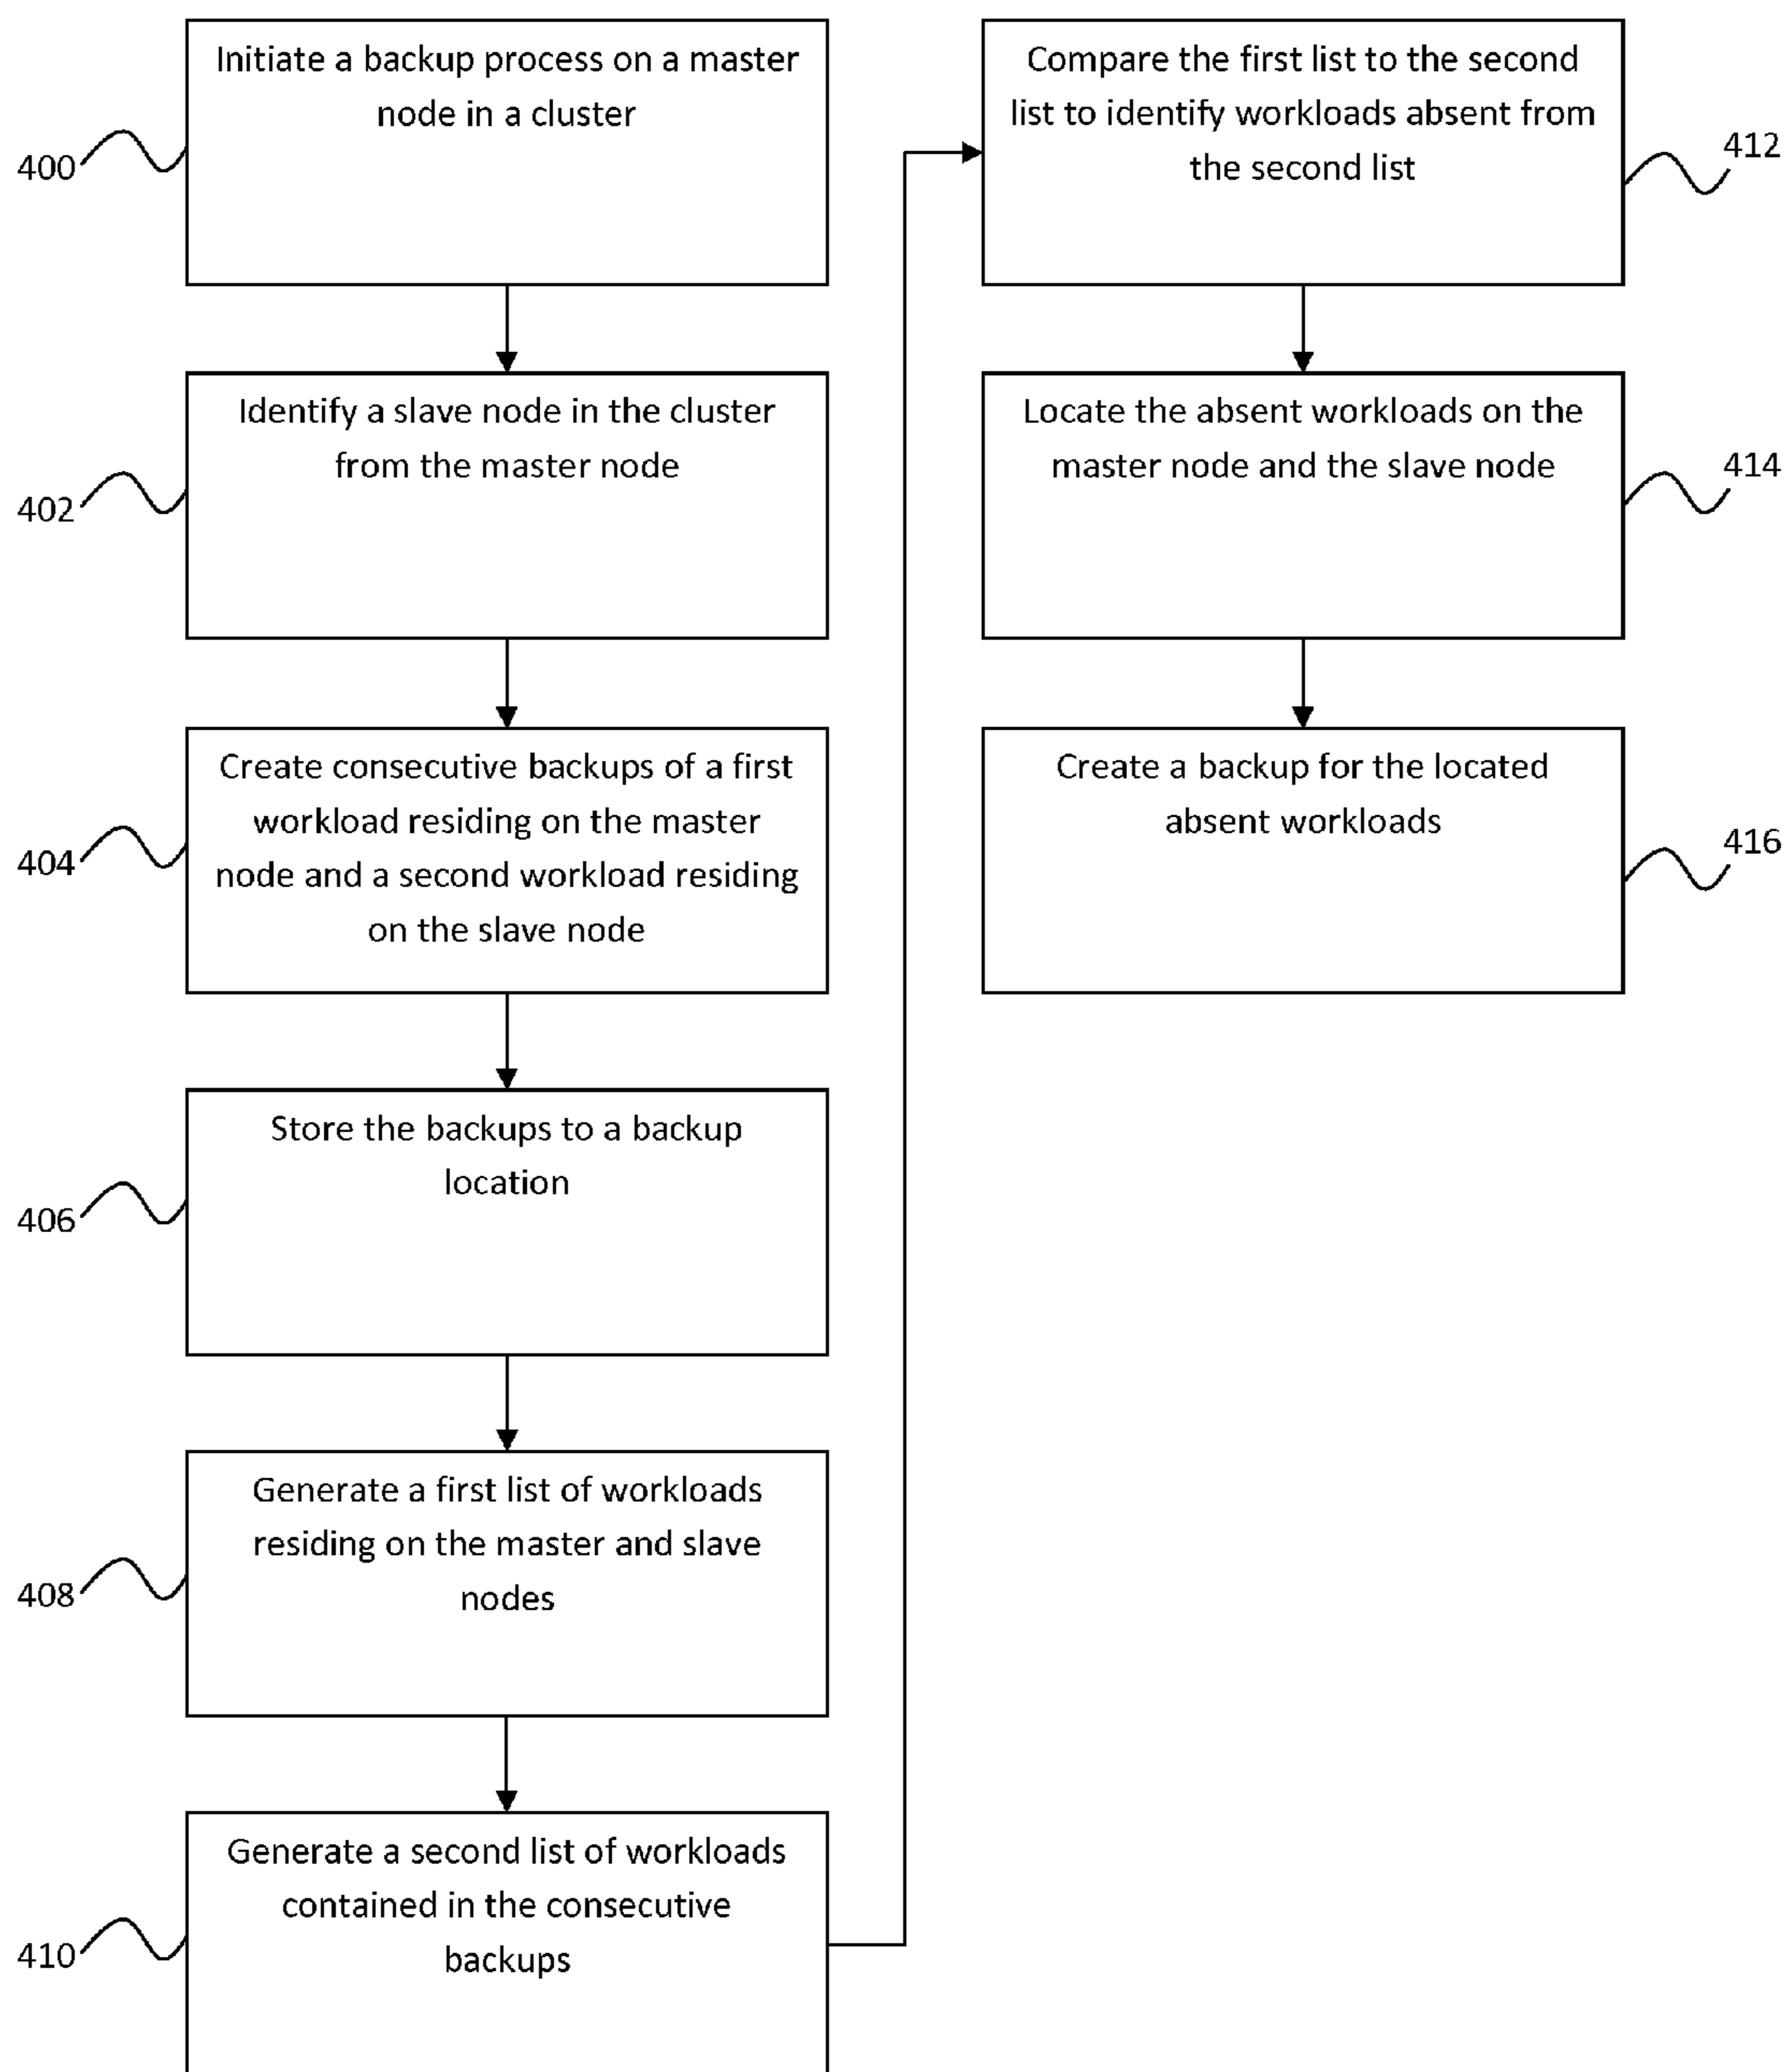 Initiate a backup process on a master
node in a cluster
400
Identify a slave node in the cluster
from the master node
402
Create consecutive backups of a first
workload residing on the master
node and a second workload residing
on the slave node
404
Store the backups to a backup
location
406
Generate a first list of workloads
residing on the master and slave
nodes
408
Generate a second list of workloads
contained in the consecutive
backups
410
Compare the first list to the second
list to identify workloads absent from
the second list
412
Locate the absent workloads on the
master node and the slave node
414
Create a backup for the located
absent workloads
416